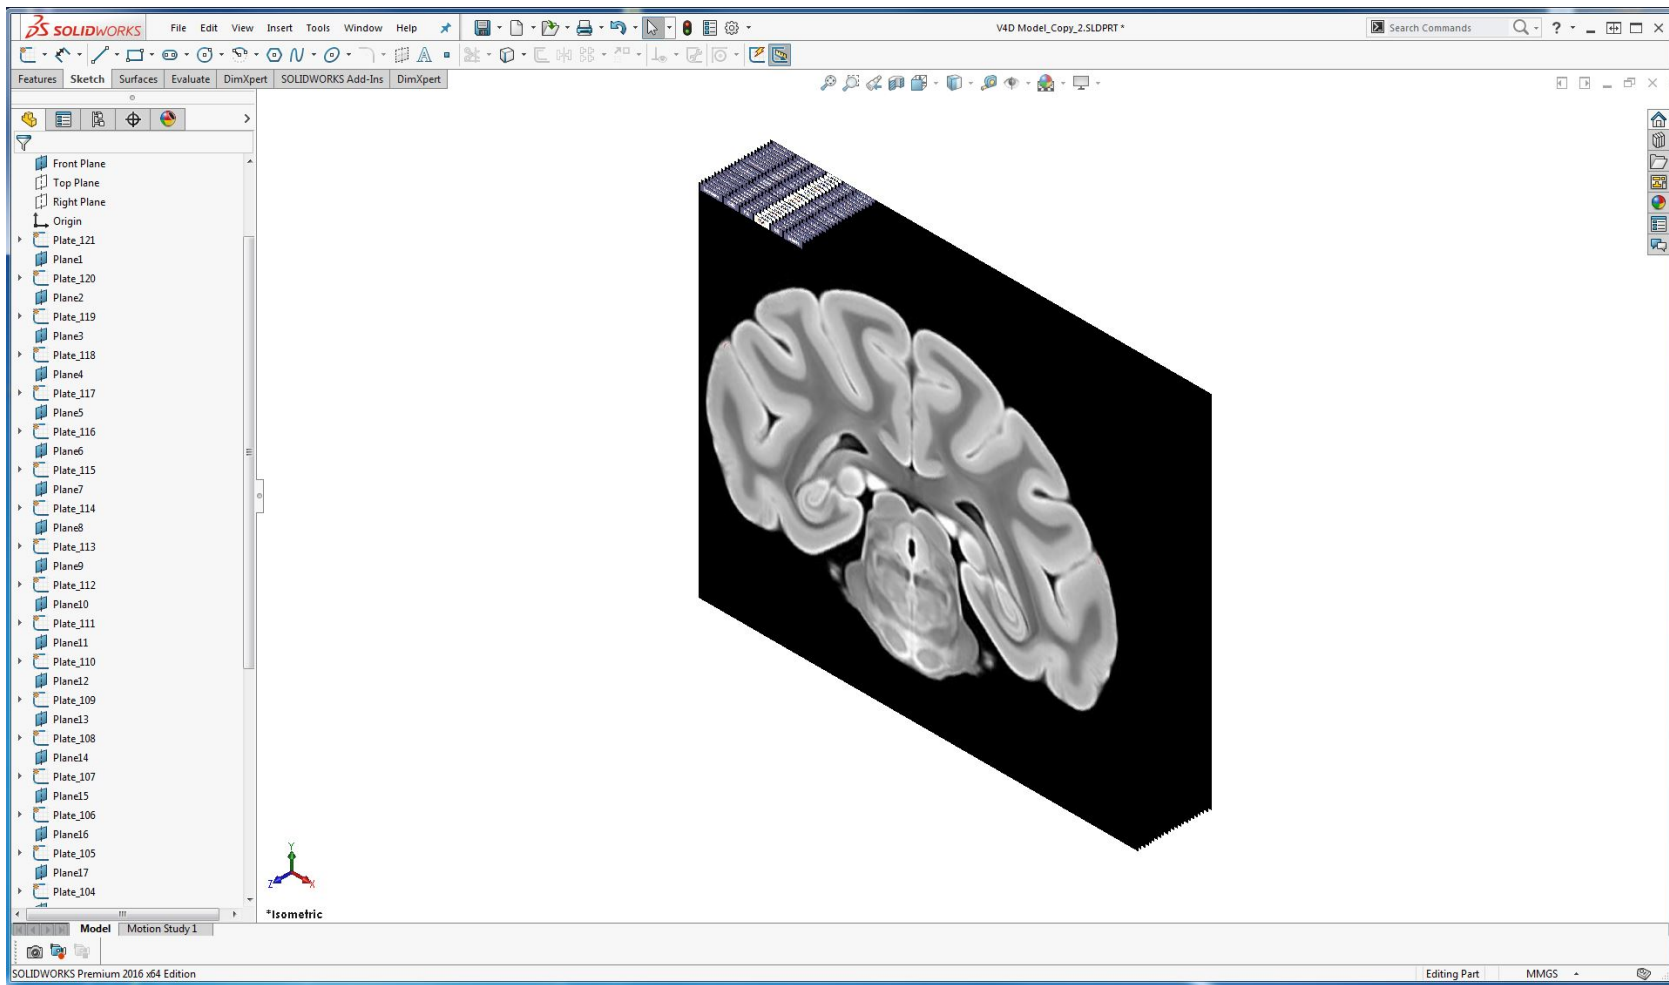 SOLIDWORKS File Edit View Insert Tools Window Help V4D Model_Copy_2.SLDPRT * Search Commands ?
Features Sketch Surfaces Evaluate DimXpert SOLIDWORKS Add-Ins DimXpert
Front Plane
Top Plane
Right Plane
Origin
Plate_121
Plane1
Plate_120
Plane2
Plate_119
Plane3
Plate_118
Plane4
Plate_117
Plane5
Plate_116
Plane6
Plate_115
Plane7
Plate_114
Plane8
Plate_113
Plane9
Plate_112
Plane10
Plate_111
Plane11
Plate_110
Plane12
Plate_109
Plane13
Plate_108
Plane14
Plate_107
Plane15
Plate_106
Plane16
Plate_105
Plane17
Plate_104
Y
Z X
*Isometric
Model Motion Study 1
SOLIDWORKS Premium 2016 x64 Edition Editing Part MMGS